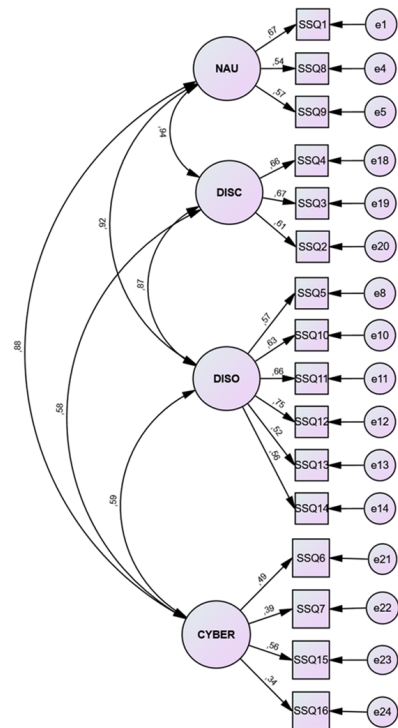 ,67
SSQ1
e1
NAU
,54
SSQ8
e4
,57
SSQ9
e5
,94
,66
SSQ4
e18
DISC
,67
SSQ3
e19
,61
SSQ2
e20
,92
,87
,88
,58
,57
SSQ5
e8
,63
SSQ10
e10
DISO
,66
SSQ11
e11
,75
SSQ12
e12
,52
SSQ13
e13
,56
SSQ14
e14
,59
,49
SSQ6
e21
,39
SSQ7
e22
CYBER
,56
SSQ15
e23
,34
SSQ16
e24